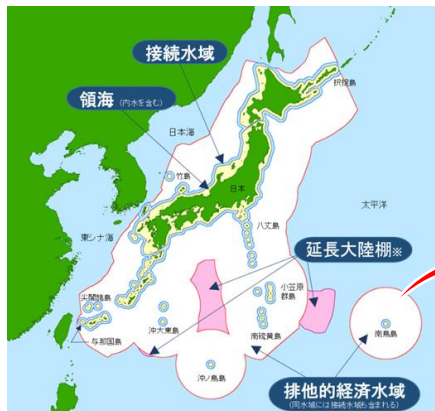 接続水域
領海(内水を含む)
択捉島
日本海
竹島
日本
太平洋
八丈島
東シナ海
延長大陸棚※
小笠原
群島
尖閣諸島
沖大東島
南硫黄島
南鳥島
与那国島
沖ノ鳥島
排他的経済水域
(同水域には接続水域も含まれる)